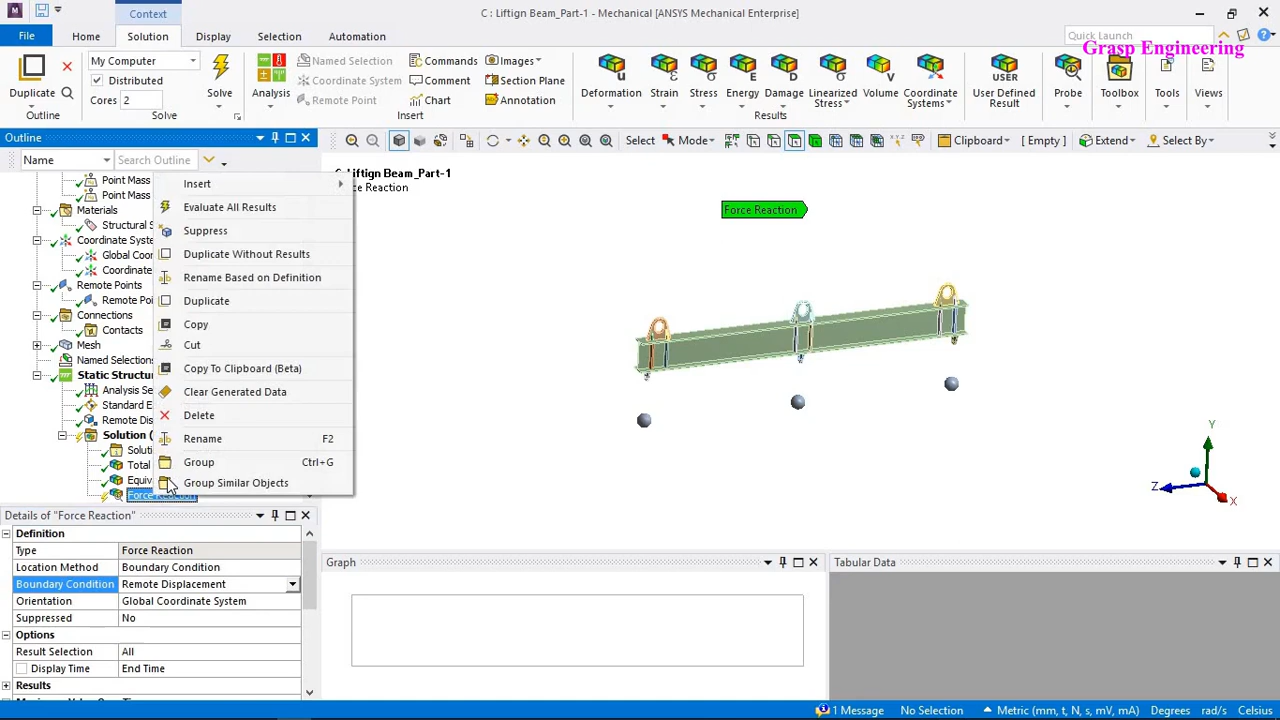 Context
C : Liftign Beam_Part-1 - Mechanical [ANSYS Mechanical Enterprise]
File
Home
Solution
Display
Selection
Automation
Quick Launch
Grasp Engineering
Duplicate
My Computer
Distributed
Cores 2
Solve
Solve
Analysis
Named Selection
Coordinate System
Remote Point
Commands
Comment
Chart
Images
Section Plane
Annotation
Insert
Deformation
Strain
Stress
Energy
Damage
Linearized Stress
Volume
Coordinate Systems
User Defined Result
Results
Probe
Toolbox
Tools
Views
Outline
Name
Search Outline
Select
Mode
Clipboard
[ Empty ]
Extend
Select By
Point Mass
Point Mass
Materials
Structural S
Coordinate Syste
Global Coor
Coordinate
Remote Points
Remote Poi
Connections
Contacts
Mesh
Named Selections
Static Structu
Analysis Se
Standard E
Remote Dis
Solution (
Soluti
Total
Equiv
Force Reaction
Insert
Evaluate All Results
Suppress
Duplicate Without Results
Rename Based on Definition
Duplicate
Copy
Cut
Copy To Clipboard (Beta)
Clear Generated Data
Delete
Rename F2
Group Ctrl+G
Group Similar Objects
Liftign Beam_Part-1
orce Reaction
Force Reaction
Y
Z
X
Details of "Force Reaction"
Definition
Type Force Reaction
Location Method Boundary Condition
Boundary Condition Remote Displacement
Orientation Global Coordinate System
Suppressed No
Options
Result Selection All
Display Time End Time
Results
Graph
Tabular Data
1 Message
No Selection
Metric (mm, t, N, s, mV, mA)
Degrees
rad/s
Celsius